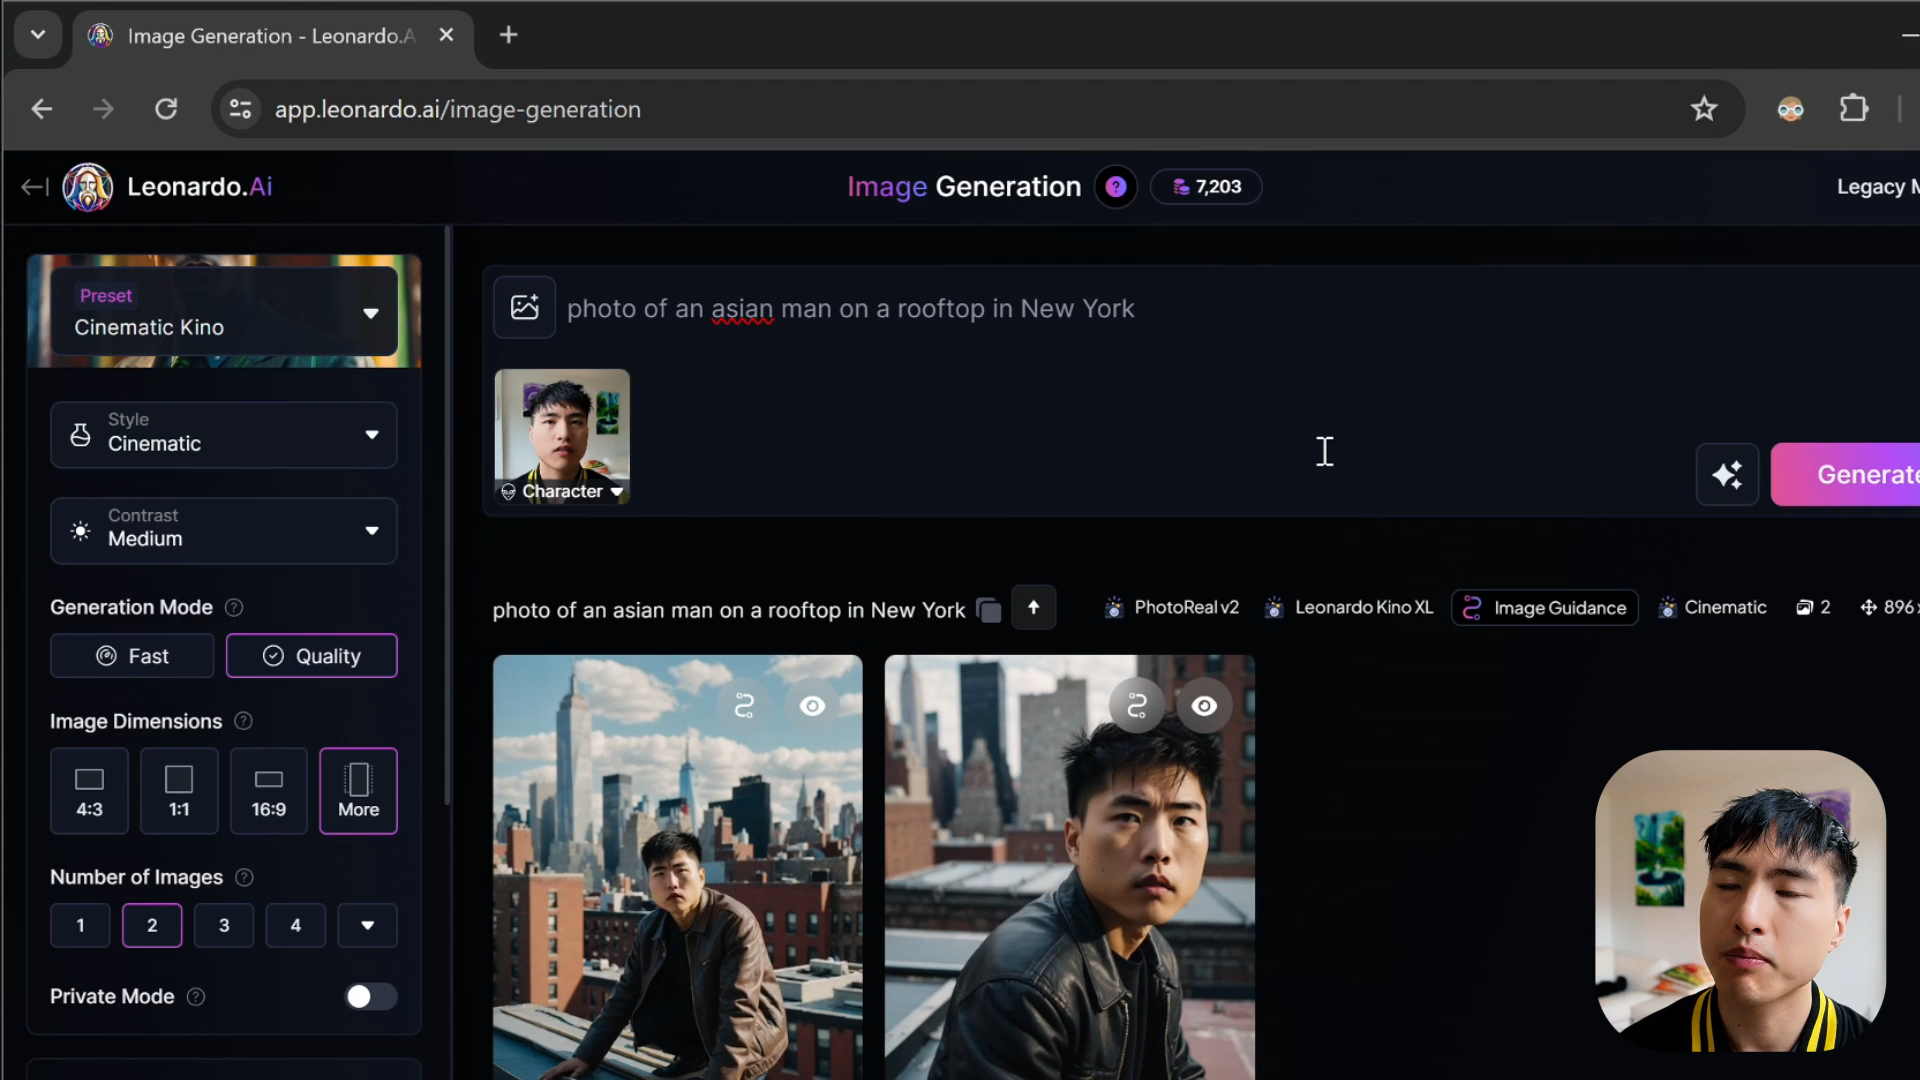 Image Generation - Leonardo.A
app.leonardo.ai/image-generation
Leonardo.Ai
Image Generation
?
7,203
Legacy M
Preset
Cinematic Kino
photo of an asian man on a rooftop in New York
Style
Cinematic
Character
Generate
Contrast
Medium
Generation Mode ?
photo of an asian man on a rooftop in New York
PhotoReal v2
Leonardo Kino XL
Image Guidance
Cinematic
2
896x
Fast
Quality
Image Dimensions ?
4:3
1:1
16:9
More
Number of Images ?
1
2
3
4
Private Mode ?